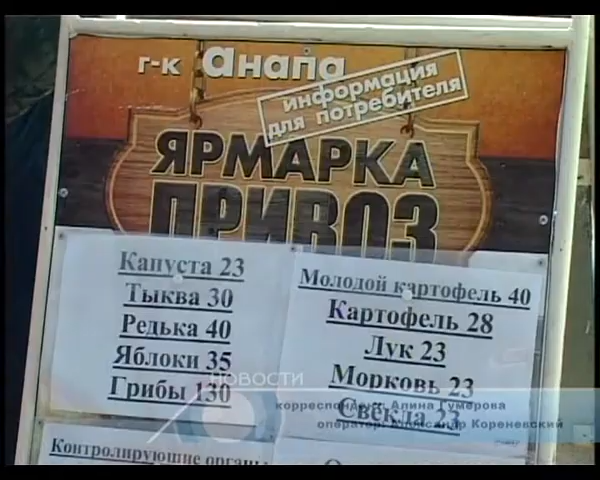 г-к Анапа
информация
для потребителя
ЯРМАРКА
ПРИВОЗ
Капуста 23
Тыква 30
Редька 40
Яблоки 35
Грибы 130
Молодой картофель 40
Картофель 28
Лук 23
Морковь 23
Свёкла 23
НОВОСТИ
корреспондент Алина Гумерова
оператор: Александр Кореневский
Контролирующие органы